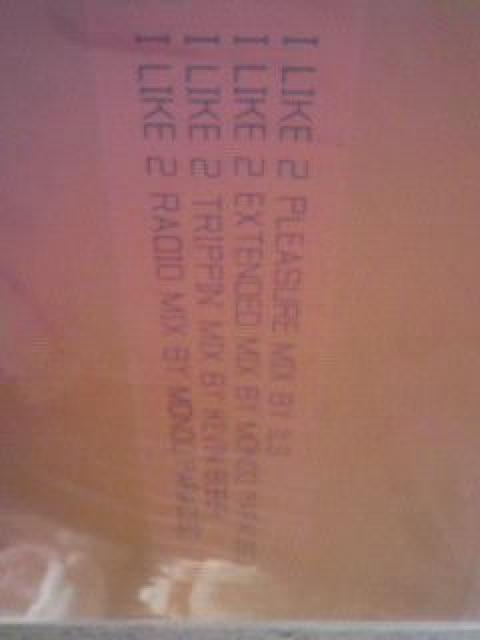 I LIKE 2 PLEASURE MIX BY
I LIKE 2 EXTENDED MIX BY
I LIKE 2 TRIPPIN MIX BY KEVIN
I LIKE 2 RADIO MIX BY